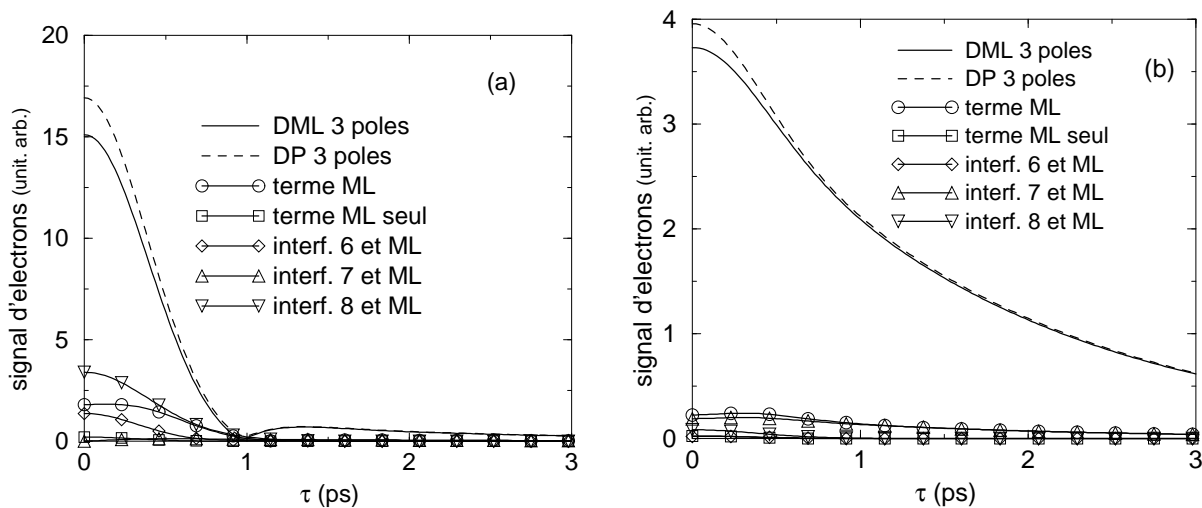 20
15
10
5
0
0
1
2
3
signal d'electrons (unit. arb.)
τ (ps)
(a)
DML 3 poles
DP 3 poles
terme ML
terme ML seul
interf. 6 et ML
interf. 7 et ML
interf. 8 et ML
4
3
2
1
0
0
1
2
3
signal d'electrons (unit. arb.)
τ (ps)
(b)
DML 3 poles
DP 3 poles
terme ML
terme ML seul
interf. 6 et ML
interf. 7 et ML
interf. 8 et ML